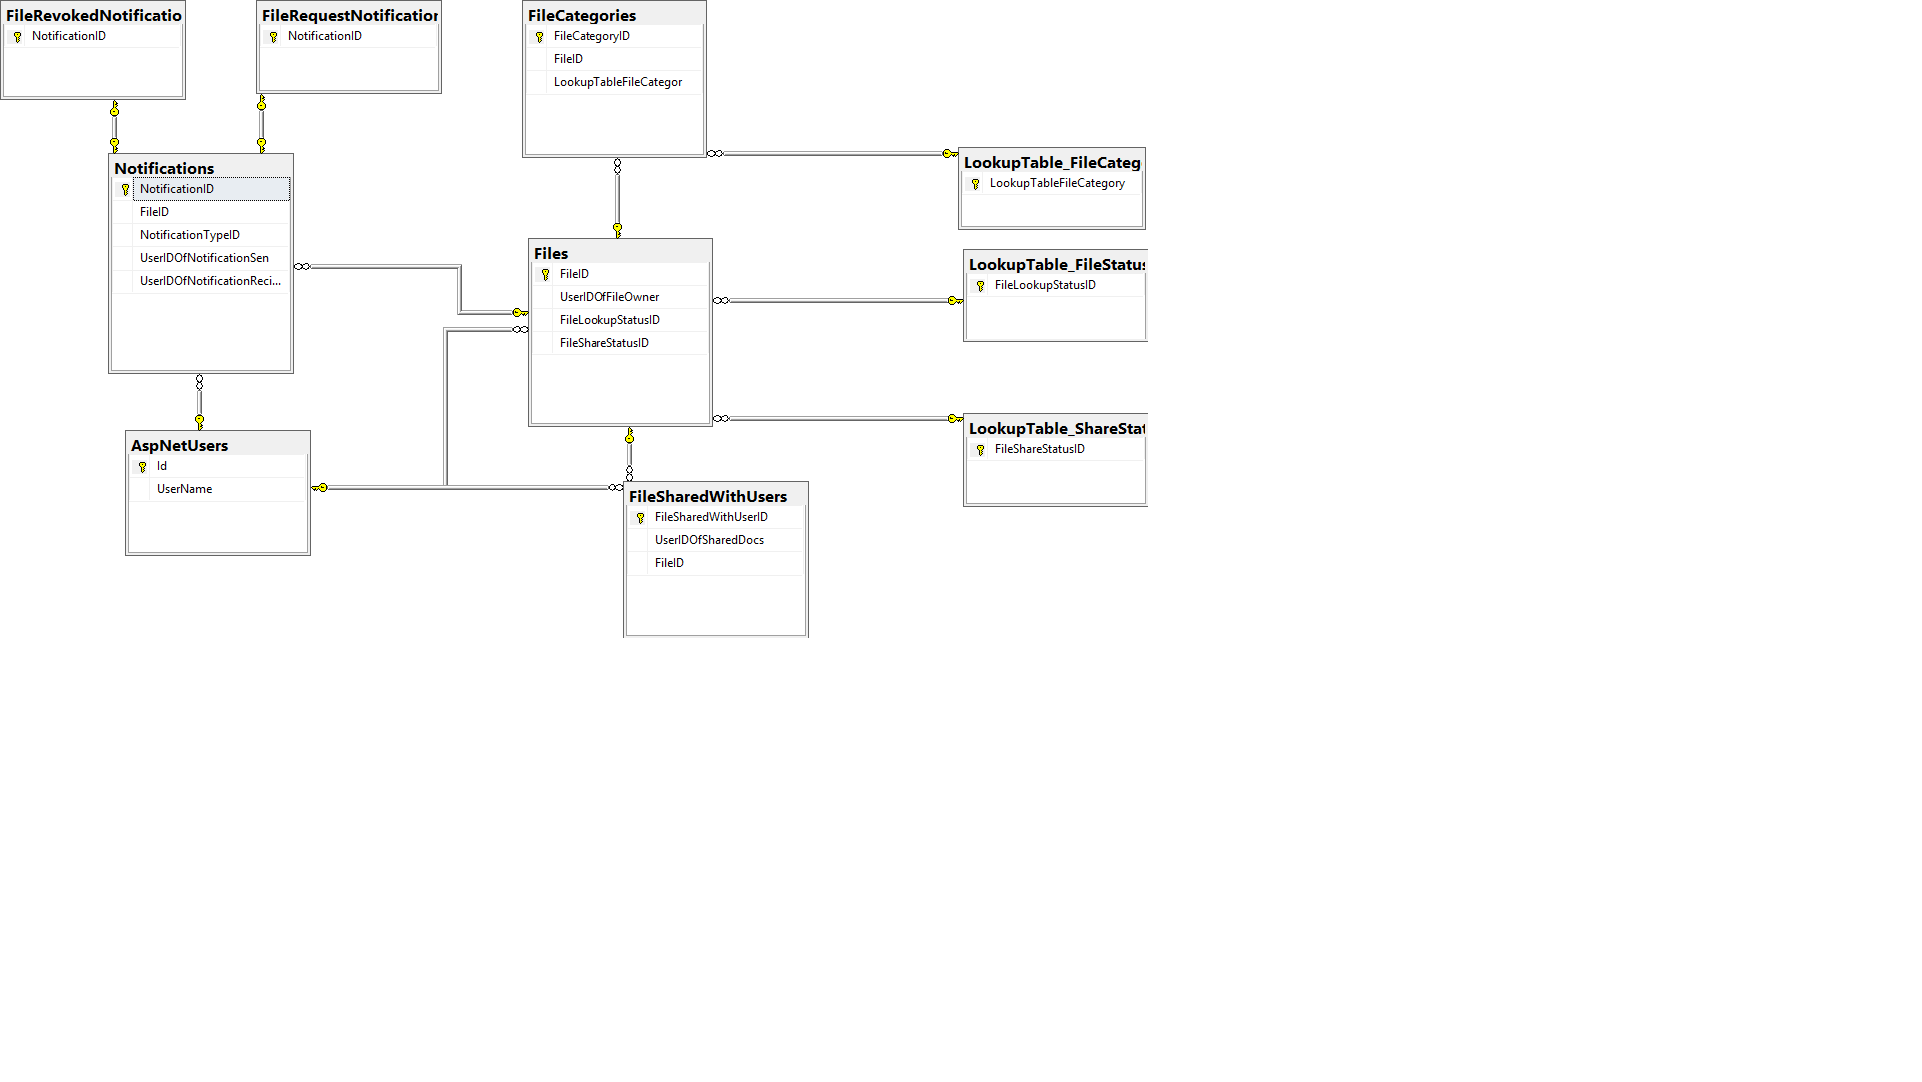 FileRevokedNotificatio
NotificationID
FileRequestNotification
NotificationID
FileCategories
FileCategoryID
FileID
LookupTableFileCategor
LookupTable_FileCateg
LookupTableFileCategory
Notifications
NotificationID
FileID
NotificationTypeID
UserIDOfNotificationSen
UserIDOfNotificationReci...
Files
FileID
UserIDOfFileOwner
FileLookupStatusID
FileShareStatusID
LookupTable_FileStatus
FileLookupStatusID
LookupTable_ShareStat
FileShareStatusID
AspNetUsers
Id
UserName
FileSharedWithUsers
FileSharedWithUserID
UserIDOfSharedDocs
FileID